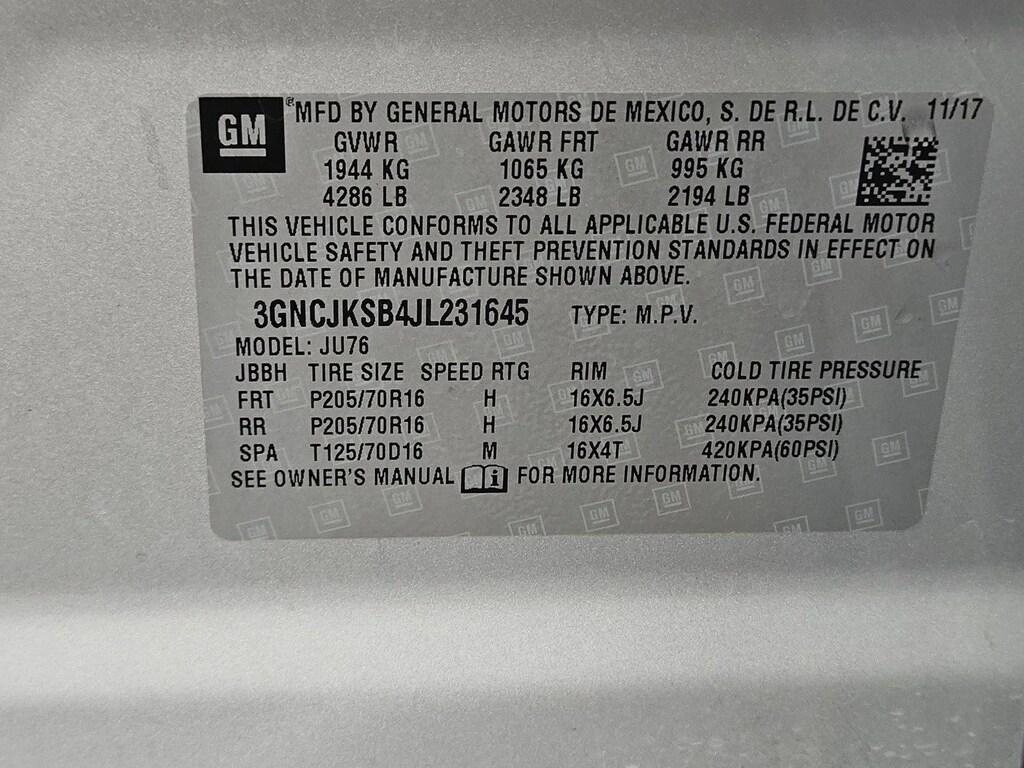 GM ® MFD BY GENERAL MOTORS DE MEXICO, S. DE R.L. DE C.V. 11/17
GVWR GAWR FRT GAWR RR
1944 KG 1065 KG 995 KG
4286 LB 2348 LB 2194 LB
THIS VEHICLE CONFORMS TO ALL APPLICABLE U.S. FEDERAL MOTOR
VEHICLE SAFETY AND THEFT PREVENTION STANDARDS IN EFFECT ON
THE DATE OF MANUFACTURE SHOWN ABOVE.
3GNCJKSB4JL231645 TYPE: M.P.V.
MODEL: JU76
JBBH TIRE SIZE SPEED RTG RIM COLD TIRE PRESSURE
FRT P205/70R16 H 16X6.5J 240KPA(35PSI)
RR P205/70R16 H 16X6.5J 240KPA(35PSI)
SPA T125/70D16 M 16X4T 420KPA(60PSI)
SEE OWNER'S MANUAL i FOR MORE INFORMATION.